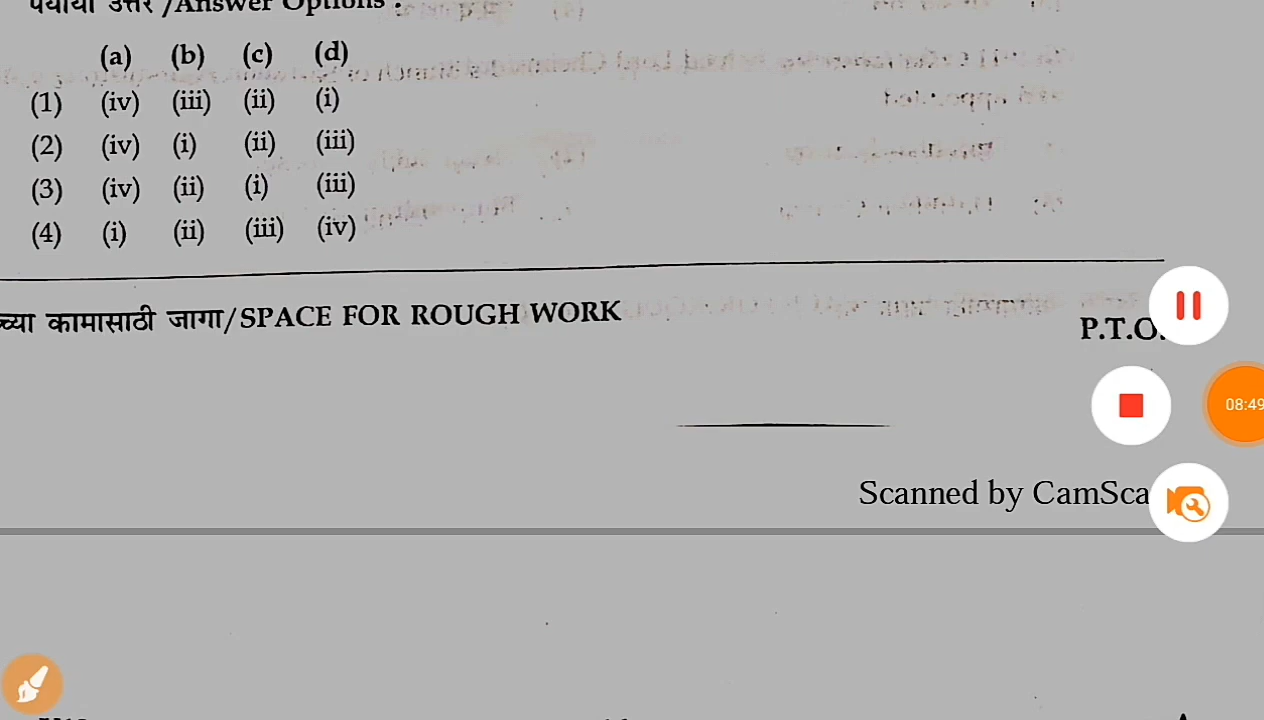 पर्यायी उत्तरे /Answer Options :
(a) (b) (c) (d)
(1) (iv) (iii) (ii) (i)
(2) (iv) (i) (ii) (iii)
(3) (iv) (ii) (i) (iii)
(4) (i) (ii) (iii) (iv)
कामासाठी जागा/SPACE FOR ROUGH WORK
P.T.O.
08:49
Scanned by